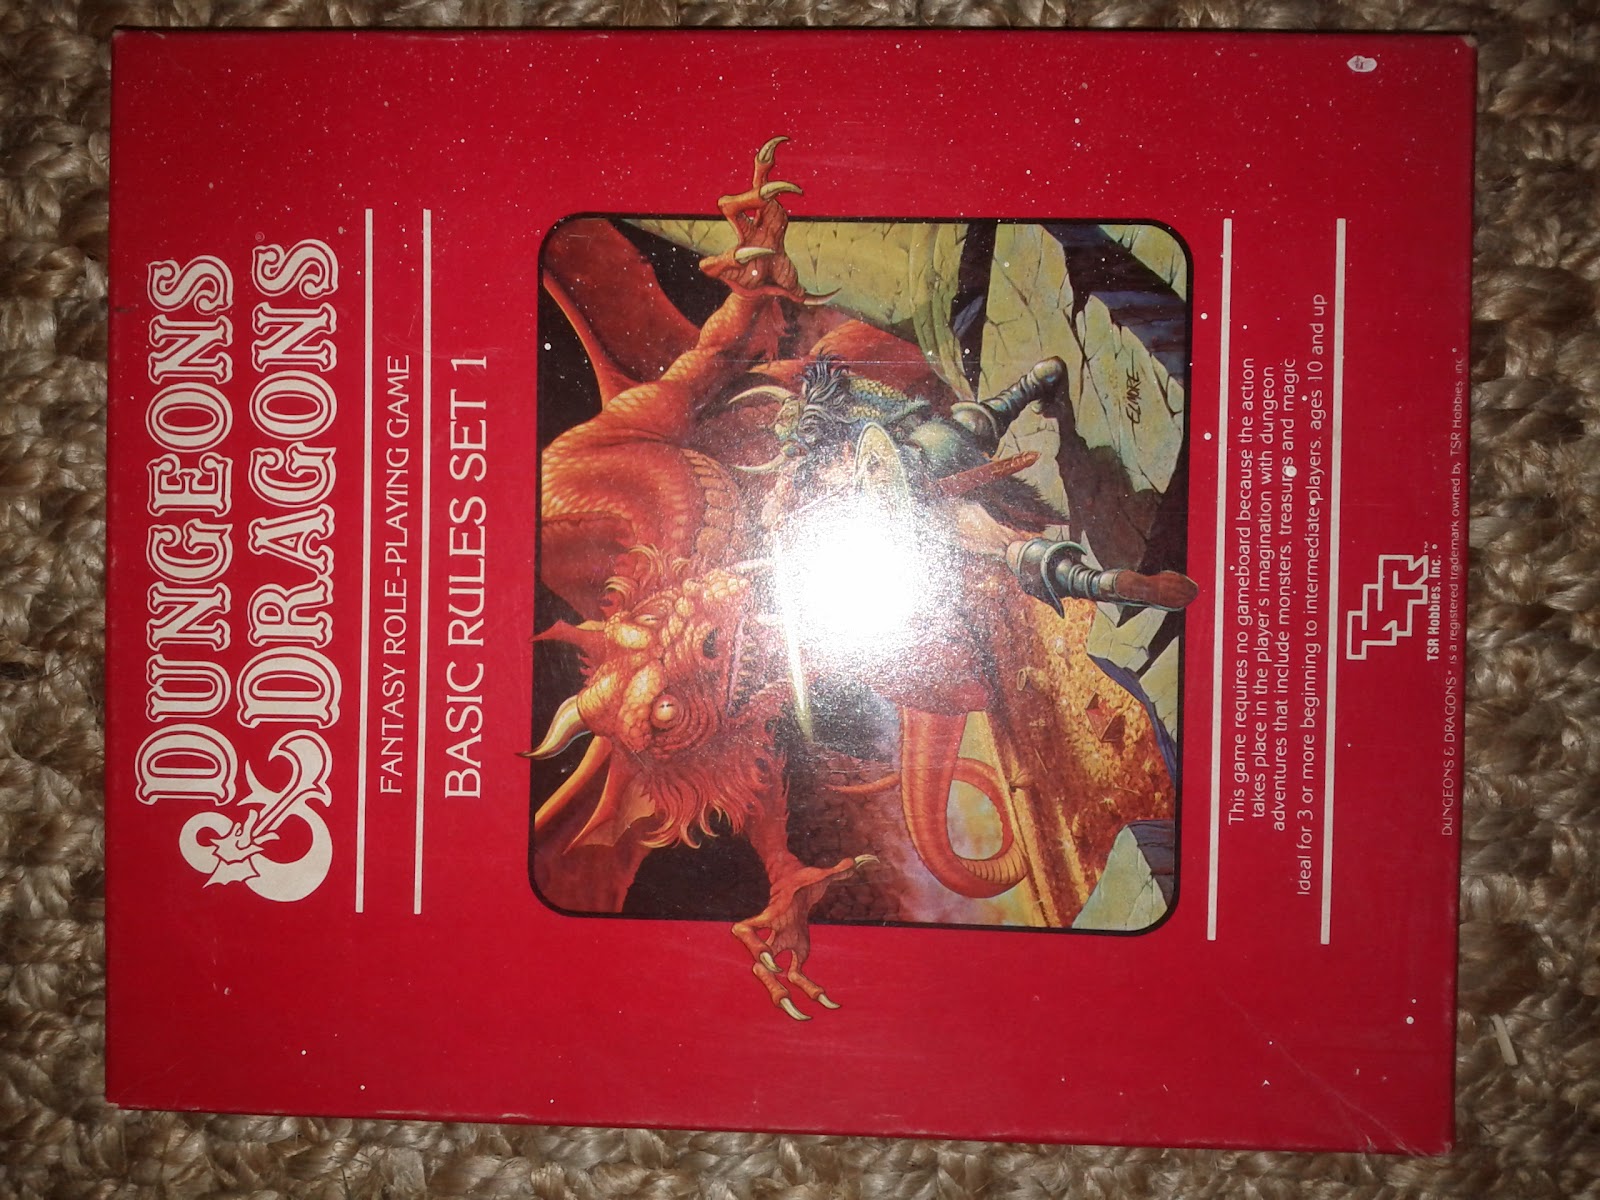 DUNGEONS
& DRAGONS®
FANTASY ROLE-PLAYING GAME
BASIC RULES SET 1
ELMORE
This game requires no gameboard because the action
takes place in the player's imagination with dungeon
adventures that include monsters, treasures and magic
Ideal for 3 or more beginning to intermediate players, ages 10 and up
TSR™
TSR Hobbies, Inc.
DUNGEONS & DRAGONS® is a registered trademark owned by TSR Hobbies, Inc.